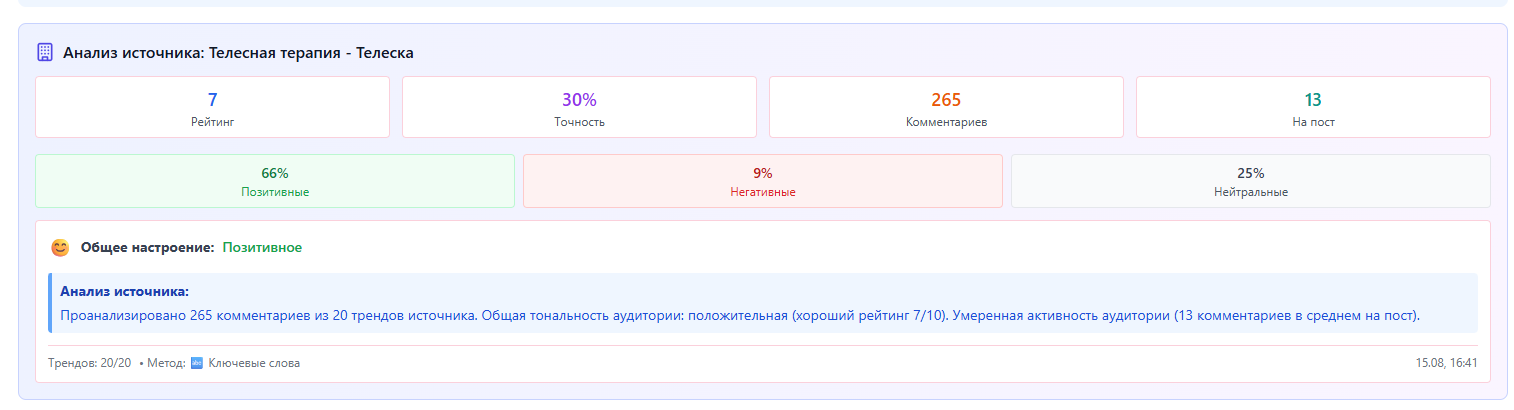 Анализ источника: Телесная терапия - Телеска
7
Рейтинг
30%
Точность
265
Комментариев
13
На пост
66%
Позитивные
9%
Негативные
25%
Нейтральные
Общее настроение: Позитивное
Анализ источника:
Проанализировано 265 комментариев из 20 трендов источника. Общая тональность аудитории: положительная (хороший рейтинг 7/10). Умеренная активность аудитории (13 комментариев в среднем на пост).
Трендов: 20/20 • Метод: 🔤 Ключевые слова
15.08, 16:41